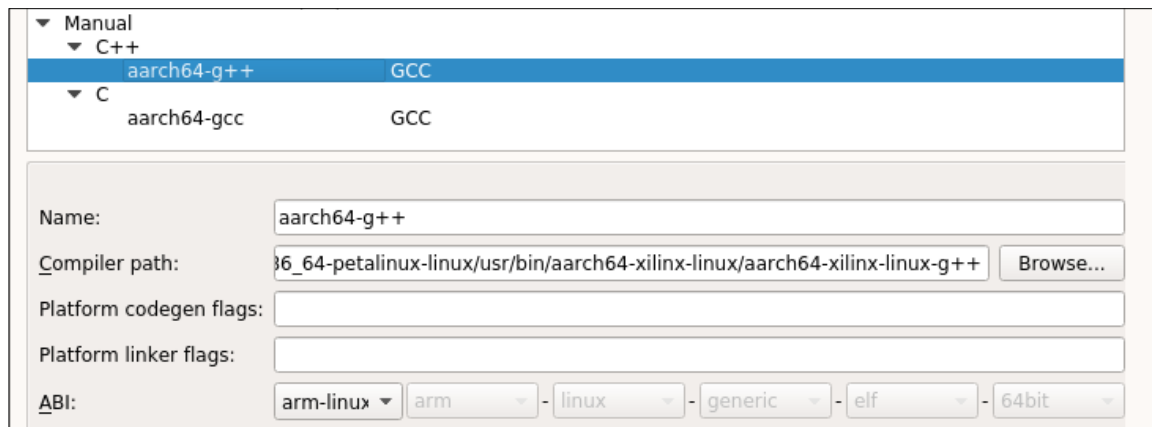 Manual
C++
aarch64-g++ GCC
C
aarch64-gcc GCC
Name: aarch64-g++
Compiler path: 36_64-petalinux-linux/usr/bin/aarch64-xilinx-linux/aarch64-xilinx-linux-g++ Browse...
Platform codegen flags:
Platform linker flags:
ABI: arm-linux arm - linux - generic - elf - 64bit